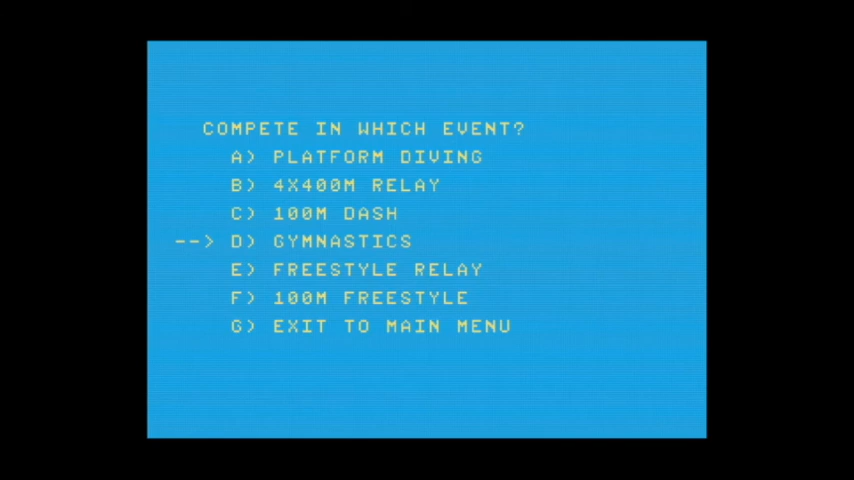 COMPETE IN WHICH EVENT?
A) PLATFORM DIVING
B) 4X400M RELAY
C) 100M DASH
--> D) GYMNASTICS
E) FREESTYLE RELAY
F) 100M FREESTYLE
G) EXIT TO MAIN MENU